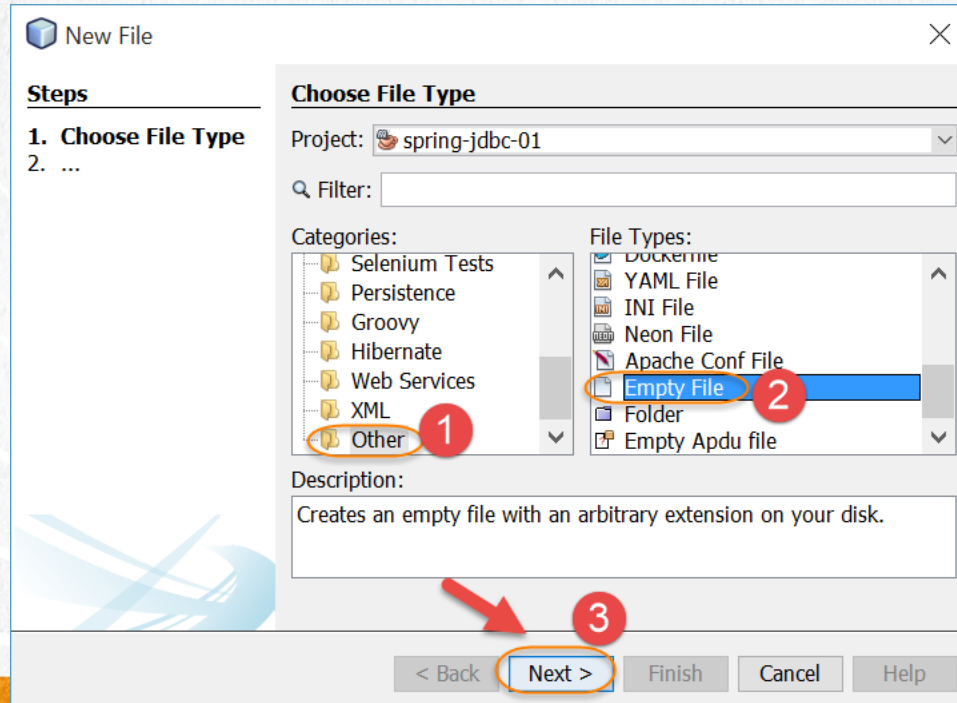 New File
Steps
1. Choose File Type
2. ...
Choose File Type
Project: spring-jdbc-01
Filter:
Categories:
Selenium Tests
Persistence
Groovy
Hibernate
Web Services
XML
Other
1
File Types:
Dockerfile
YAML File
INI File
Neon File
Apache Conf File
Empty File
2
Folder
Empty Apdu file
Description:
Creates an empty file with an arbitrary extension on your disk.
3
< Back Next > Finish Cancel Help